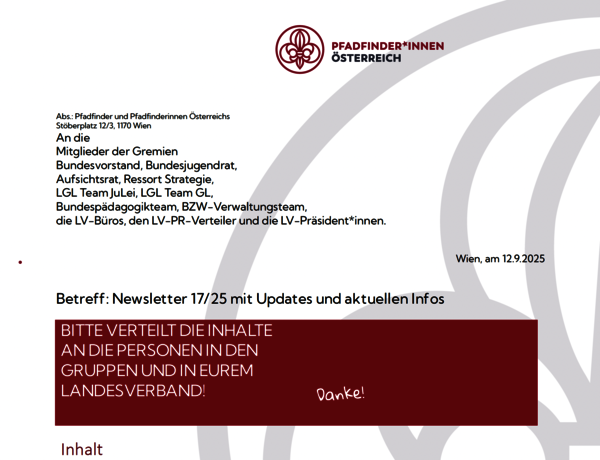 PFADFINDER*INNEN
ÖSTERREICH
Abs.: Pfadfinder und Pfadfinderinnen Österreichs
Stöberplatz 12/3, 1170 Wien
An die
Mitglieder der Gremien
Bundesvorstand, Bundesjugendrat,
Aufsichtsrat, Ressort Strategie,
LGL Team JuLei, LGL Team GL,
Bundespädagogikteam, BZW-Verwaltungsteam,
die LV-Büros, den LV-PR-Verteiler und die LV-Präsident*innen.
Wien, am 12.9.2025
Betreff: Newsletter 17/25 mit Updates und aktuellen Infos
BITTE VERTEILT DIE INHALTE
AN DIE PERSONEN IN DEN
GRUPPEN UND IN EUREM
LANDESVERBAND!
Danke!
Inhalt